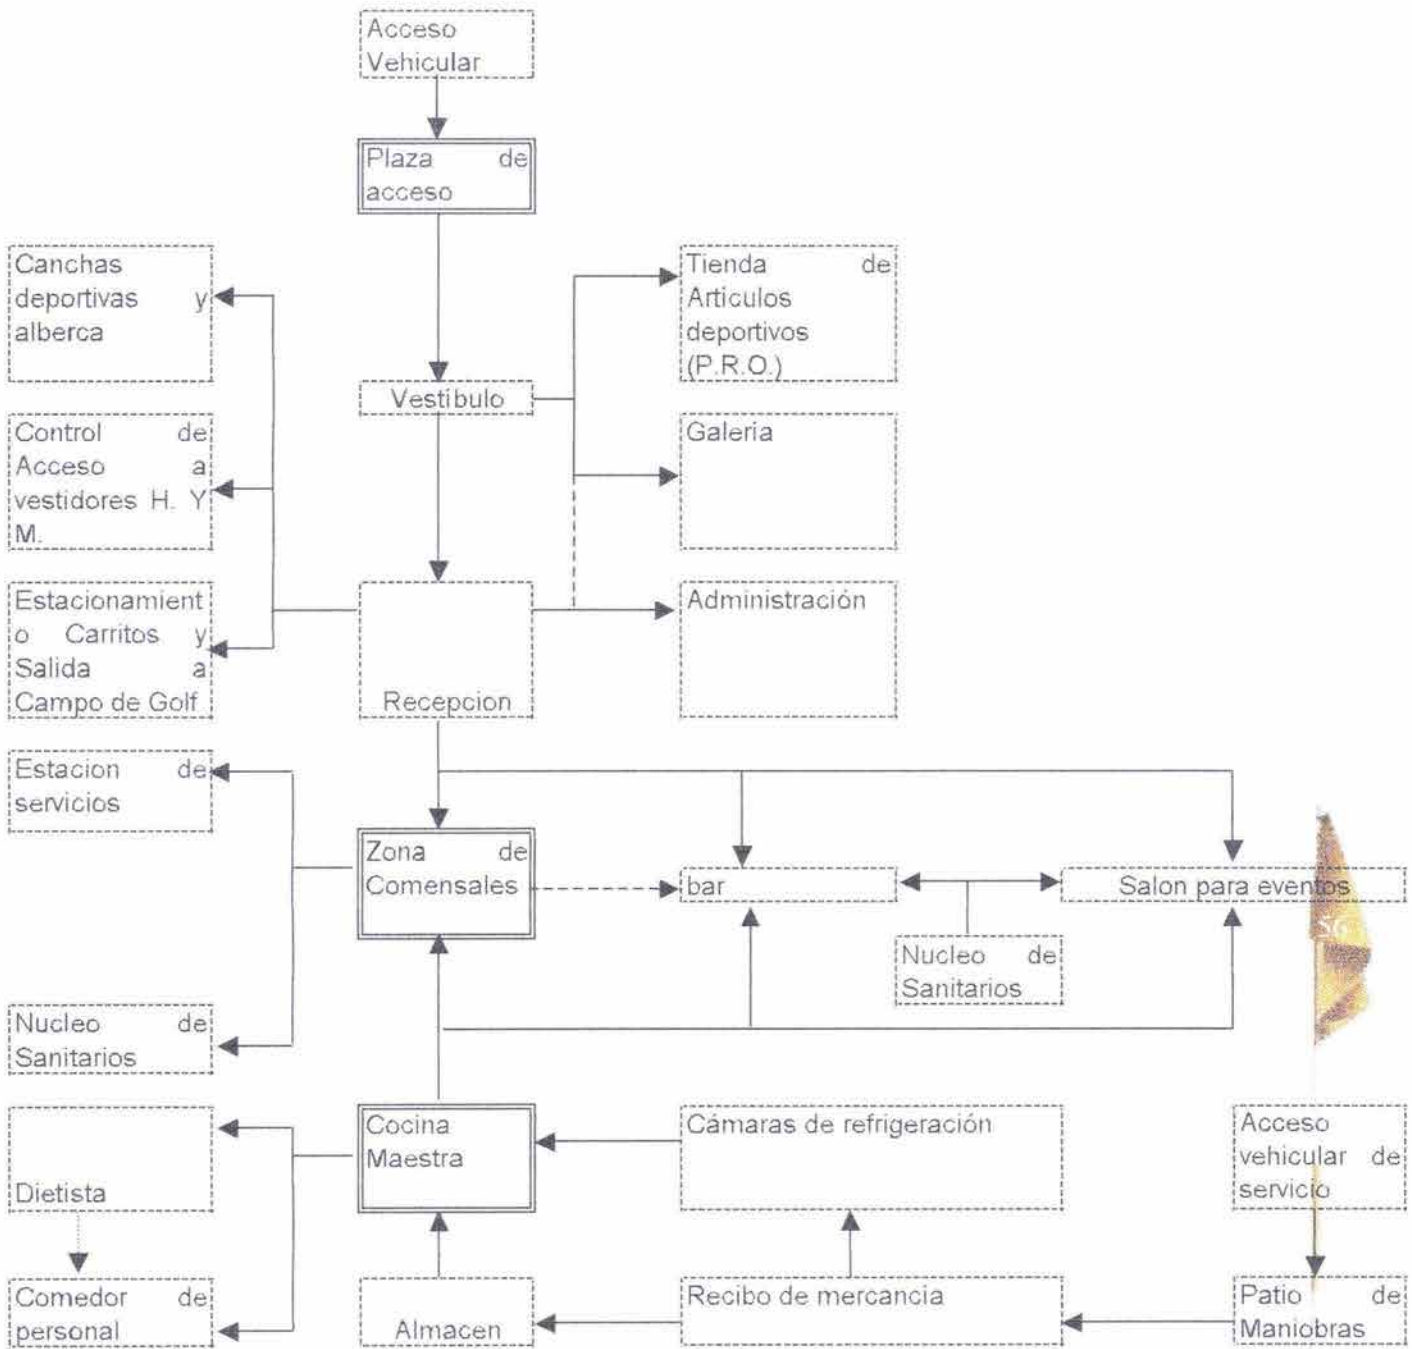 Acceso
Vehicular
Plaza de
acceso
Canchas
deportivas y
alberca
Tienda de
Articulos
deportivos
(P.R.O.)
Vestibulo
Control de
Acceso a
vestidores H. Y
M.
Galeria
Estacionamient
o Carritos y
Salida a
Campo de Golf
Recepcion
Administración
Estacion de
servicios
Zona de
Comensales
bar
Salon para eventos
Nucleo de
Sanitarios
Nucleo de
Sanitarios
Dietista
Cocina
Maestra
Cámaras de refrigeración
Acceso
vehicular de
servicio
Comedor de
personal
Almacen
Recibo de mercancia
Patio de
Maniobras